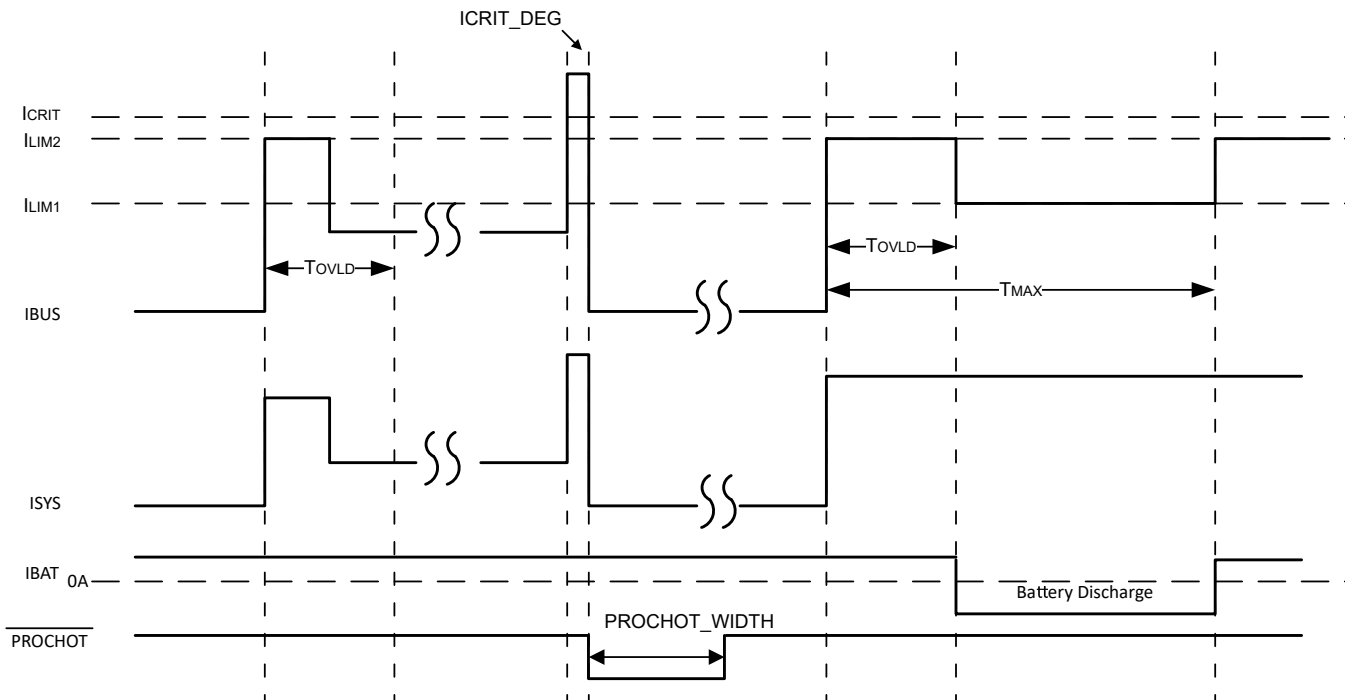 ICRIT_DEG
ICRIT
ILIM2
ILIM1
TOVLD
TOVLD
TMAX
IBUS
ISYS
IBAT 0A
Battery Discharge
PROCHOT_WIDTH
PROCHOT